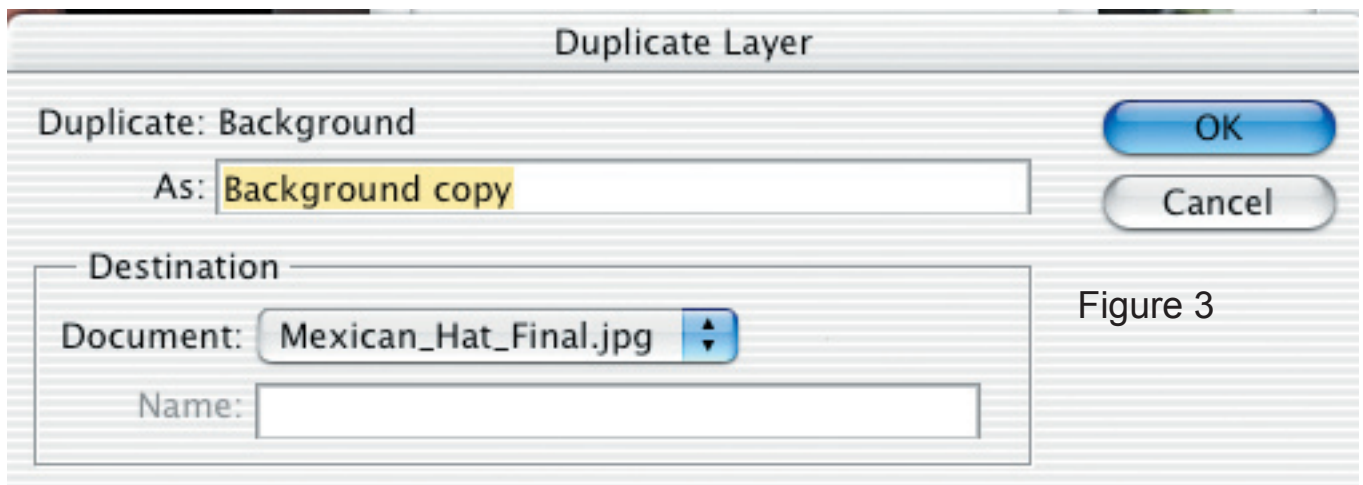 Duplicate Layer
Duplicate: Background
OK
As: Background copy
Cancel
Destination
Figure 3
Document: Mexican_Hat_Final.jpg
Name: